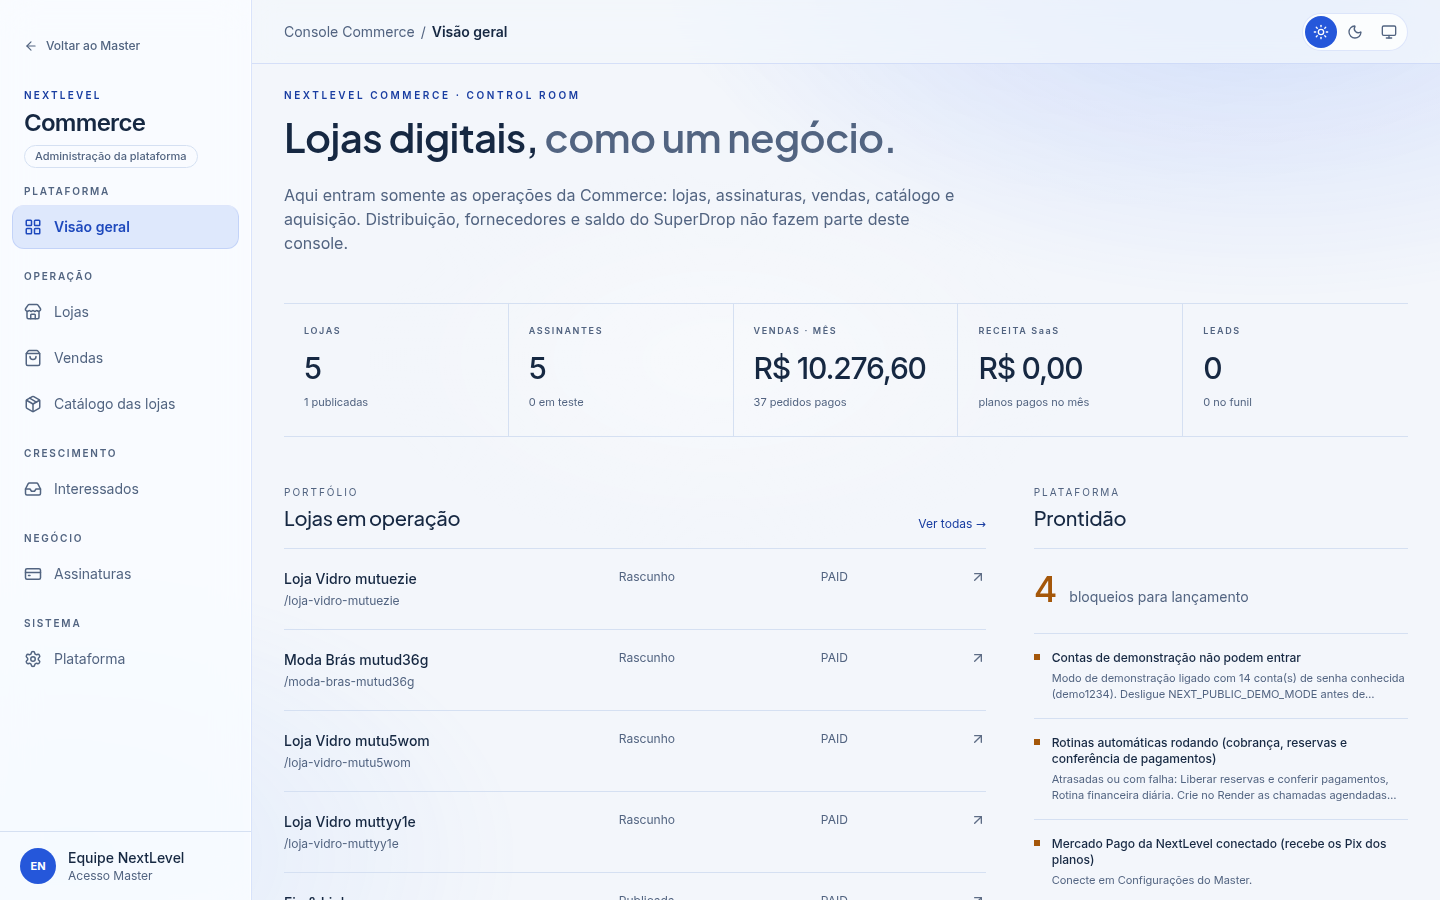 Voltar ao Master
NEXTLEVEL
Commerce
Administração da plataforma
PLATAFORMA
Visão geral
OPERAÇÃO
Lojas
Vendas
Catálogo das lojas
CRESCIMENTO
Interessados
NEGÓCIO
Assinaturas
SISTEMA
Plataforma
EN
Equipe NextLevel
Acesso Master
Console Commerce / Visão geral
NEXTLEVEL COMMERCE · CONTROL ROOM
Lojas digitais, como um negócio.
Aqui entram somente as operações da Commerce: lojas, assinaturas, vendas, catálogo e
aquisição. Distribuição, fornecedores e saldo do SuperDrop não fazem parte deste
console.
LOJAS
5
1 publicadas
ASSINANTES
5
0 em teste
VENDAS · MÊS
R$ 10.276,60
37 pedidos pagos
RECEITA SaaS
R$ 0,00
planos pagos no mês
LEADS
0
0 no funil
PORTFÓLIO
Lojas em operação
Ver todas →
Loja Vidro mutuezie Rascunho PAID
/loja-vidro-mutuezie
Moda Brás mutud36g Rascunho PAID
/moda-bras-mutud36g
Loja Vidro mutu5wom Rascunho PAID
/loja-vidro-mutu5wom
Loja Vidro muttyy1e Rascunho PAID
/loja-vidro-muttyy1e
PLATAFORMA
Prontidão
4 bloqueios para lançamento
Contas de demonstração não podem entrar
Modo de demonstração ligado com 14 conta(s) de senha conhecida
(demo1234). Desligue NEXT_PUBLIC_DEMO_MODE antes de...
Rotinas automáticas rodando (cobrança, reservas e
conferência de pagamentos)
Atrasadas ou com falha: Liberar reservas e conferir pagamentos,
Rotina financeira diária. Crie no Render as chamadas agendadas...
Mercado Pago da NextLevel conectado (recebe os Pix dos
planos)
Conecte em Configurações do Master.